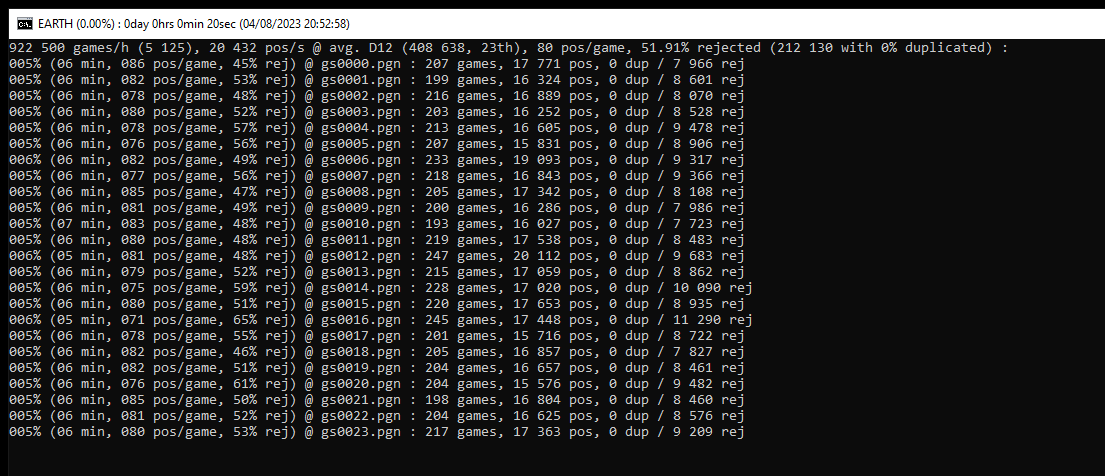 EARTH (0.00%) : 0day 0hrs 0min 20sec (04/08/2023 20:52:58)
922 500 games/h (5 125), 20 432 pos/s @ avg. D12 (408 638, 23th), 80 pos/game, 51.91% rejected (212 130 with 0% duplicated) :
005% (06 min, 086 pos/game, 45% rej) @ gs0000.pgn : 207 games, 17 771 pos, 0 dup / 7 966 rej
005% (06 min, 082 pos/game, 53% rej) @ gs0001.pgn : 199 games, 16 324 pos, 0 dup / 8 601 rej
005% (06 min, 078 pos/game, 48% rej) @ gs0002.pgn : 216 games, 16 889 pos, 0 dup / 8 070 rej
005% (06 min, 080 pos/game, 52% rej) @ gs0003.pgn : 203 games, 16 252 pos, 0 dup / 8 528 rej
005% (06 min, 078 pos/game, 57% rej) @ gs0004.pgn : 213 games, 16 605 pos, 0 dup / 9 478 rej
005% (06 min, 076 pos/game, 56% rej) @ gs0005.pgn : 207 games, 15 831 pos, 0 dup / 8 906 rej
006% (06 min, 082 pos/game, 49% rej) @ gs0006.pgn : 233 games, 19 093 pos, 0 dup / 9 317 rej
005% (06 min, 077 pos/game, 56% rej) @ gs0007.pgn : 218 games, 16 843 pos, 0 dup / 9 366 rej
005% (06 min, 085 pos/game, 47% rej) @ gs0008.pgn : 205 games, 17 342 pos, 0 dup / 8 108 rej
005% (06 min, 081 pos/game, 49% rej) @ gs0009.pgn : 200 games, 16 286 pos, 0 dup / 7 986 rej
005% (07 min, 083 pos/game, 48% rej) @ gs0010.pgn : 193 games, 16 027 pos, 0 dup / 7 723 rej
005% (06 min, 080 pos/game, 48% rej) @ gs0011.pgn : 219 games, 17 538 pos, 0 dup / 8 483 rej
006% (05 min, 081 pos/game, 48% rej) @ gs0012.pgn : 247 games, 20 112 pos, 0 dup / 9 683 rej
005% (06 min, 079 pos/game, 52% rej) @ gs0013.pgn : 215 games, 17 059 pos, 0 dup / 8 862 rej
005% (06 min, 075 pos/game, 59% rej) @ gs0014.pgn : 228 games, 17 020 pos, 0 dup / 10 090 rej
005% (06 min, 080 pos/game, 51% rej) @ gs0015.pgn : 220 games, 17 653 pos, 0 dup / 8 935 rej
006% (05 min, 071 pos/game, 65% rej) @ gs0016.pgn : 245 games, 17 448 pos, 0 dup / 11 290 rej
005% (06 min, 078 pos/game, 55% rej) @ gs0017.pgn : 201 games, 15 716 pos, 0 dup / 8 722 rej
005% (06 min, 082 pos/game, 46% rej) @ gs0018.pgn : 205 games, 16 857 pos, 0 dup / 7 827 rej
005% (06 min, 082 pos/game, 51% rej) @ gs0019.pgn : 204 games, 16 657 pos, 0 dup / 8 461 rej
005% (06 min, 076 pos/game, 61% rej) @ gs0020.pgn : 204 games, 15 576 pos, 0 dup / 9 482 rej
005% (06 min, 085 pos/game, 50% rej) @ gs0021.pgn : 198 games, 16 804 pos, 0 dup / 8 460 rej
005% (06 min, 081 pos/game, 52% rej) @ gs0022.pgn : 204 games, 16 625 pos, 0 dup / 8 576 rej
005% (06 min, 080 pos/game, 53% rej) @ gs0023.pgn : 217 games, 17 363 pos, 0 dup / 9 209 rej